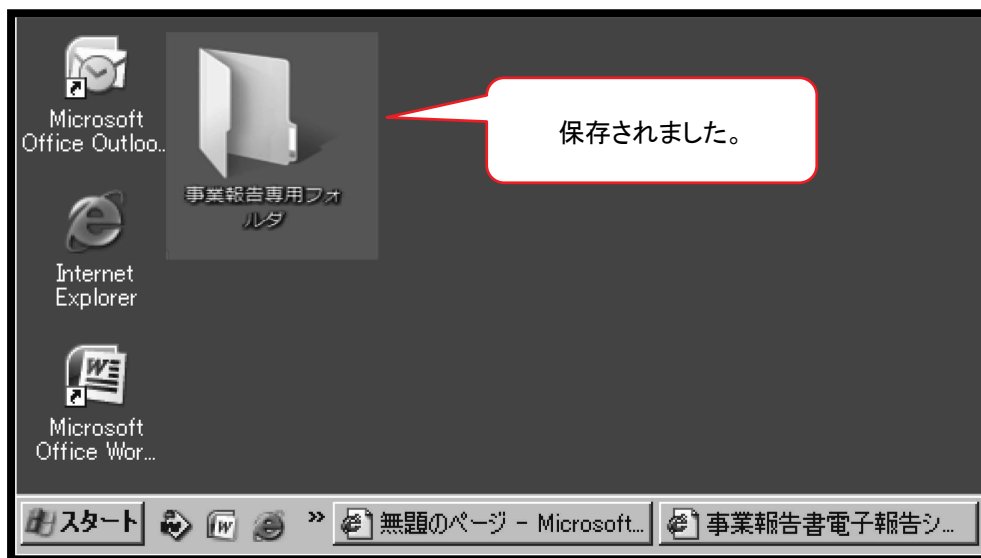 Microsoft
Office Outloo..
事業報告専用フォ
ルダ
保存されました。
Internet
Explorer
Microsoft
Office Wor...
スタート
»
無題のページ - Microsoft...
事業報告書電子報告シ...